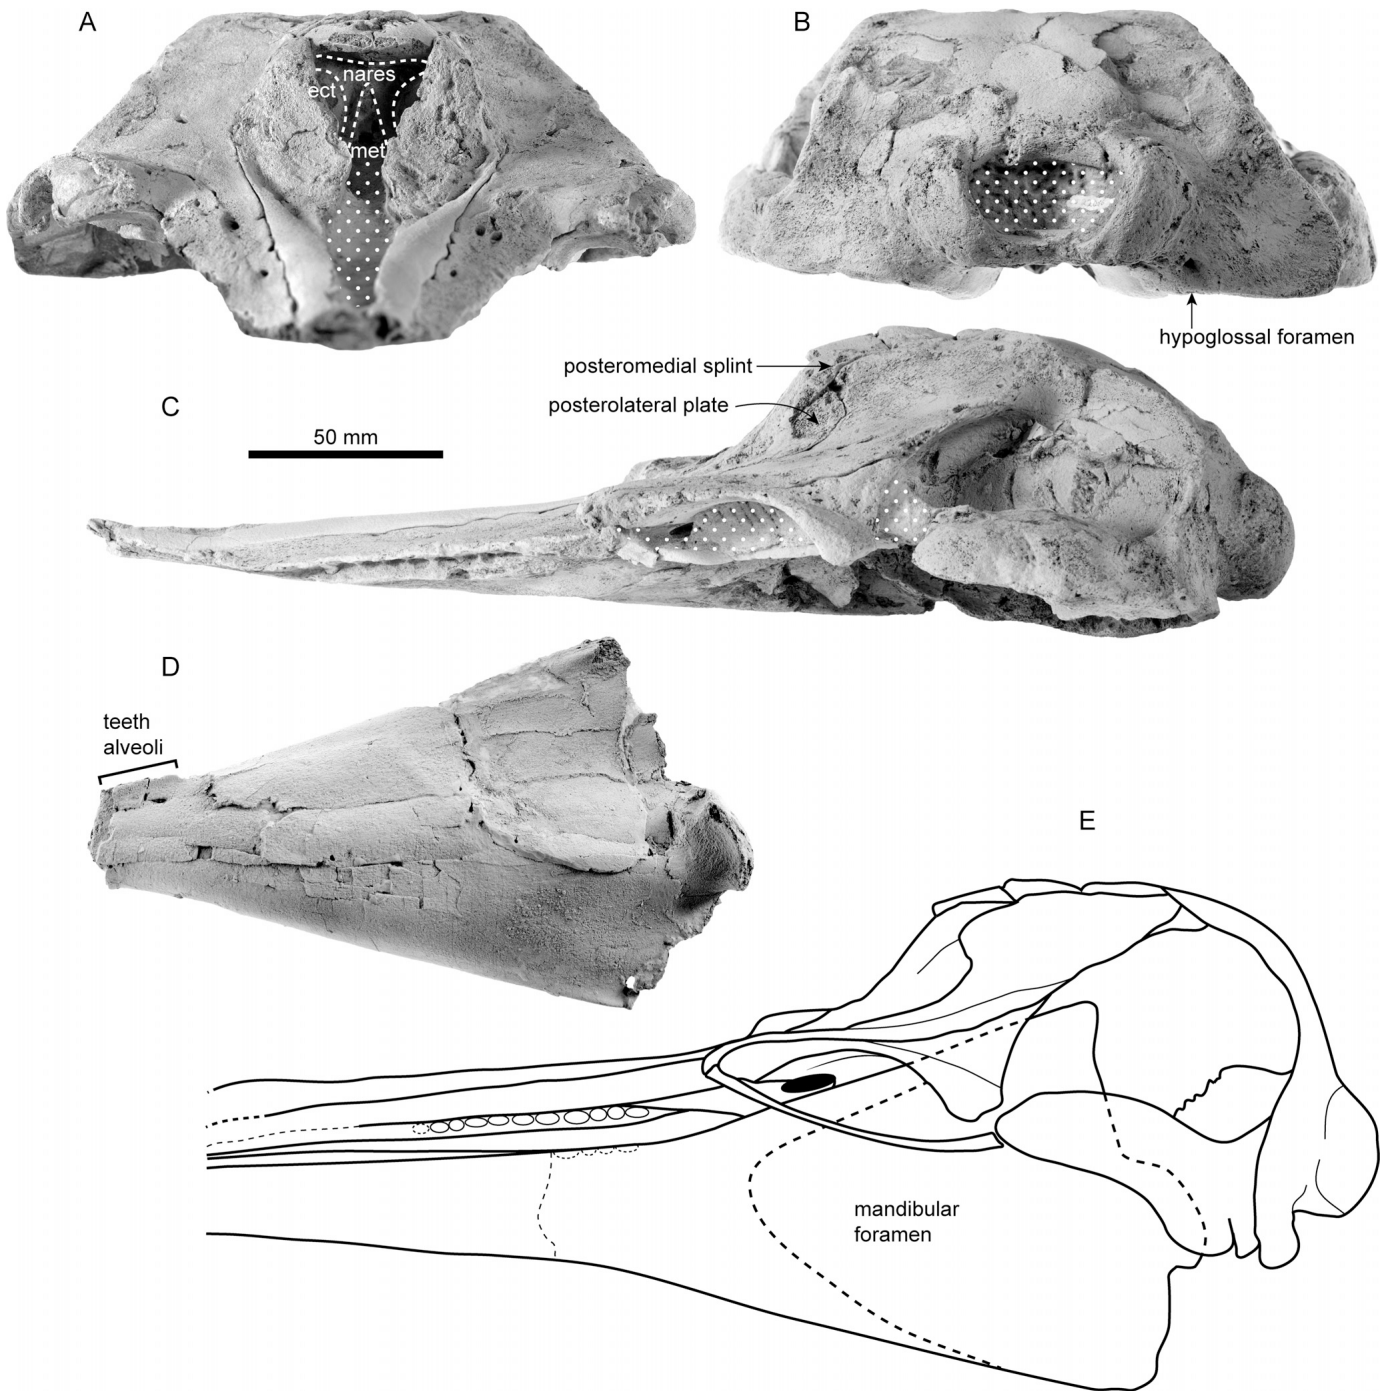 A
B
nares
ect
met
hypoglossal foramen
posteromedial splint
C
posterolateral plate
50 mm
D
teeth
alveoli
E
mandibular
foramen